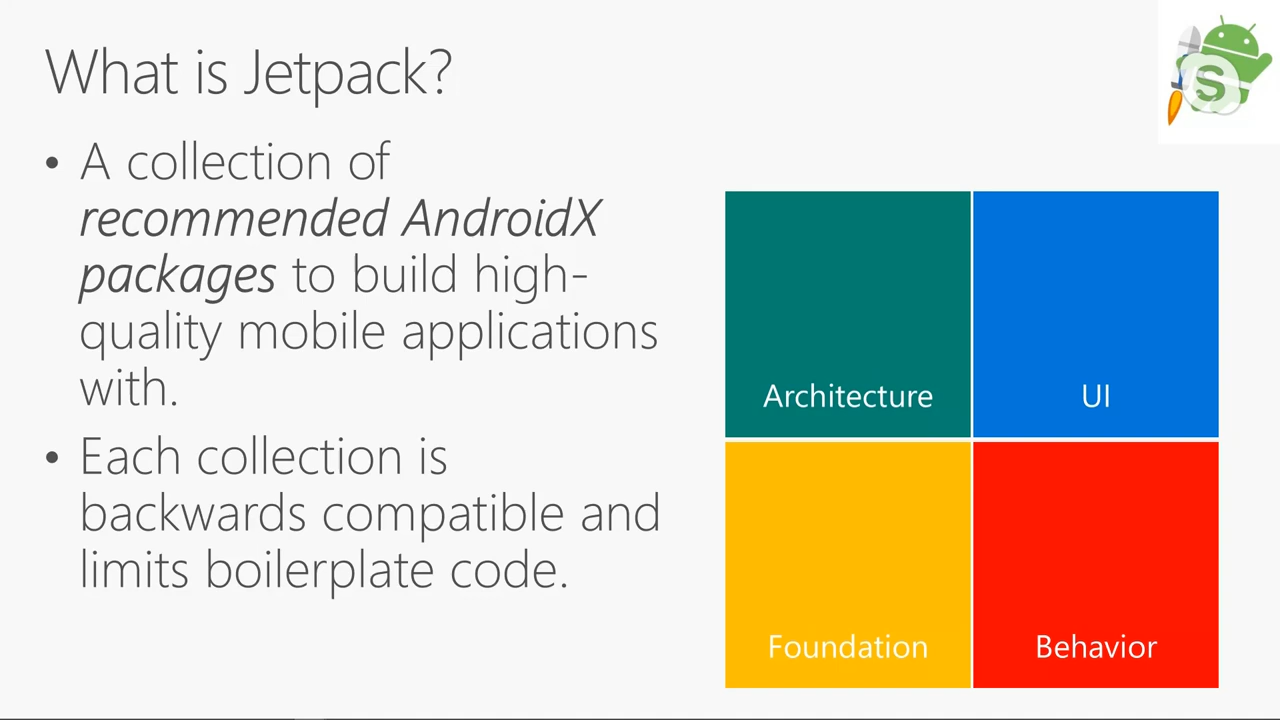 What is Jetpack?
• A collection of
recommended AndroidX
packages to build high-
quality mobile applications
with.
• Each collection is
backwards compatible and
limits boilerplate code.
S
Architecture
UI
Foundation
Behavior